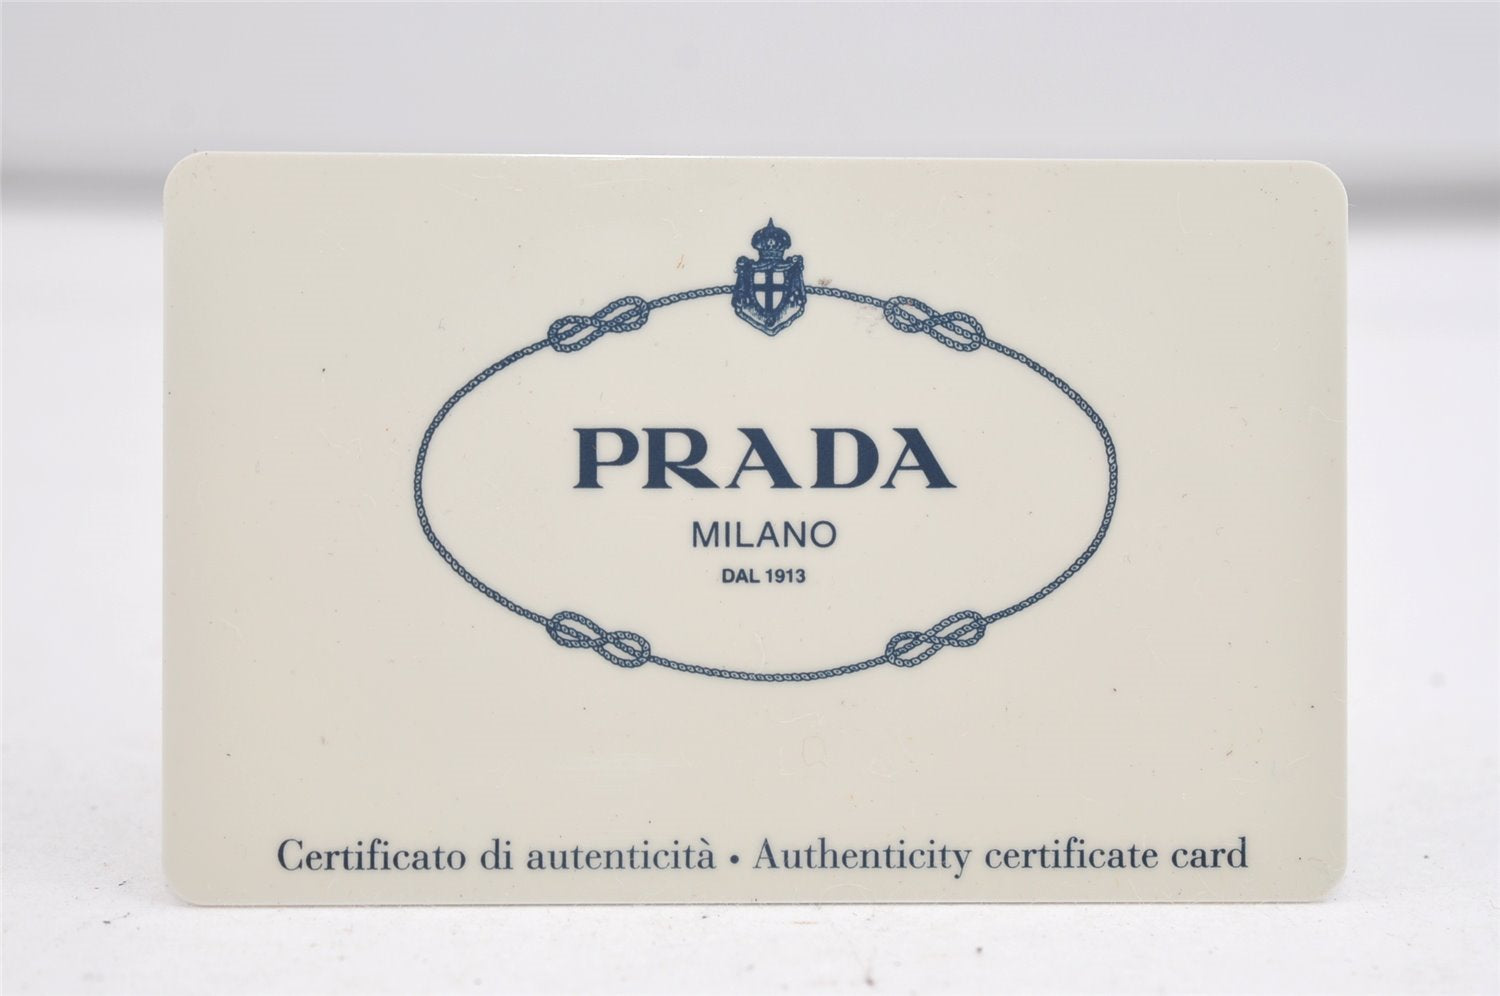 PRADA
MILANO
DAL 1913
Certificato di autenticità • Authenticity certificate card